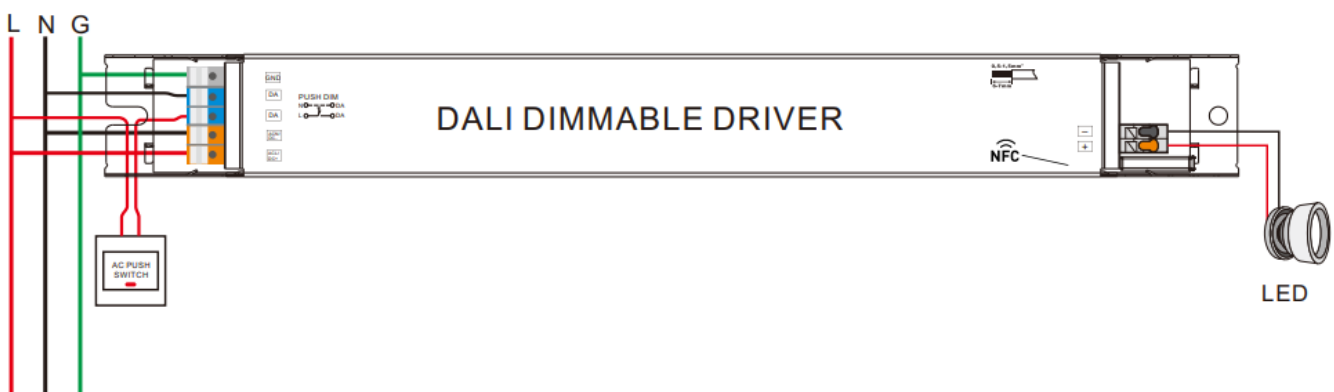 L N G
GND
DA
DA
PUSH DIM
N DA
L DA
DALI DIMMABLE DRIVER
NFC
−
+
AC PUSH
SWITCH
LED